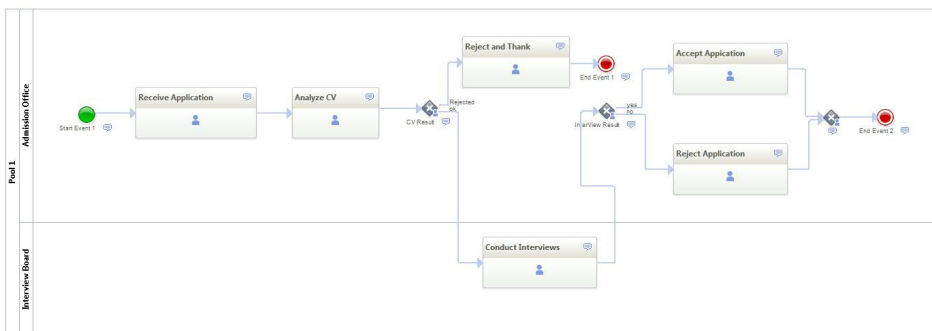 Pool 1
Admission Office
Interview Board
Start Event 1
Receive Application
Analyze CV
CV Result
Rejected
ok
Reject and Thank
End Event 1
Conduct Interviews
InterView Result
yes
no
Accept Appication
Reject Application
End Event 2